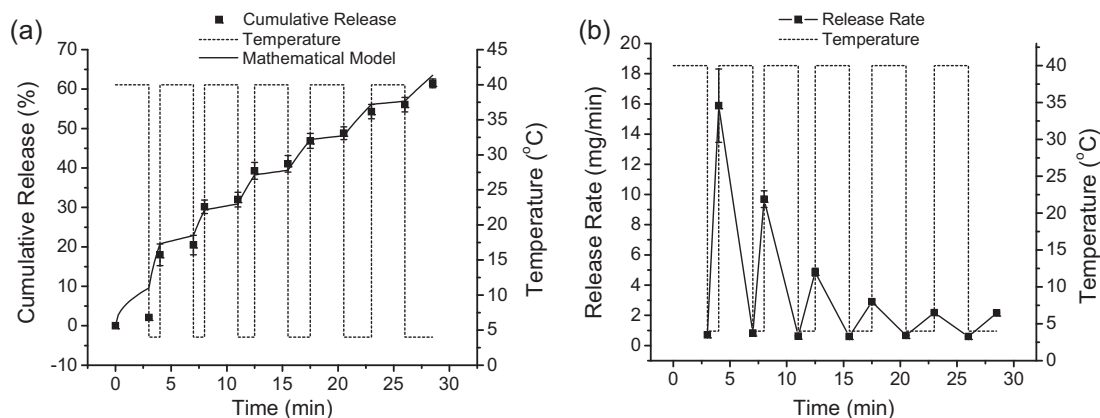 (a)
Cumulative Release
Temperature
Mathematical Model
70
60
50
40
30
20
10
0
-10
Cumulative Release (%)
45
40
35
30
25
20
15
10
5
0
Temperature (°C)
0 5 10 15 20 25 30
Time (min)
(b)
Release Rate
Temperature
20
18
16
14
12
10
8
6
4
2
0
Release Rate (mg/min)
40
35
30
25
20
15
10
5
0
Temperature (°C)
0 5 10 15 20 25 30
Time (min)